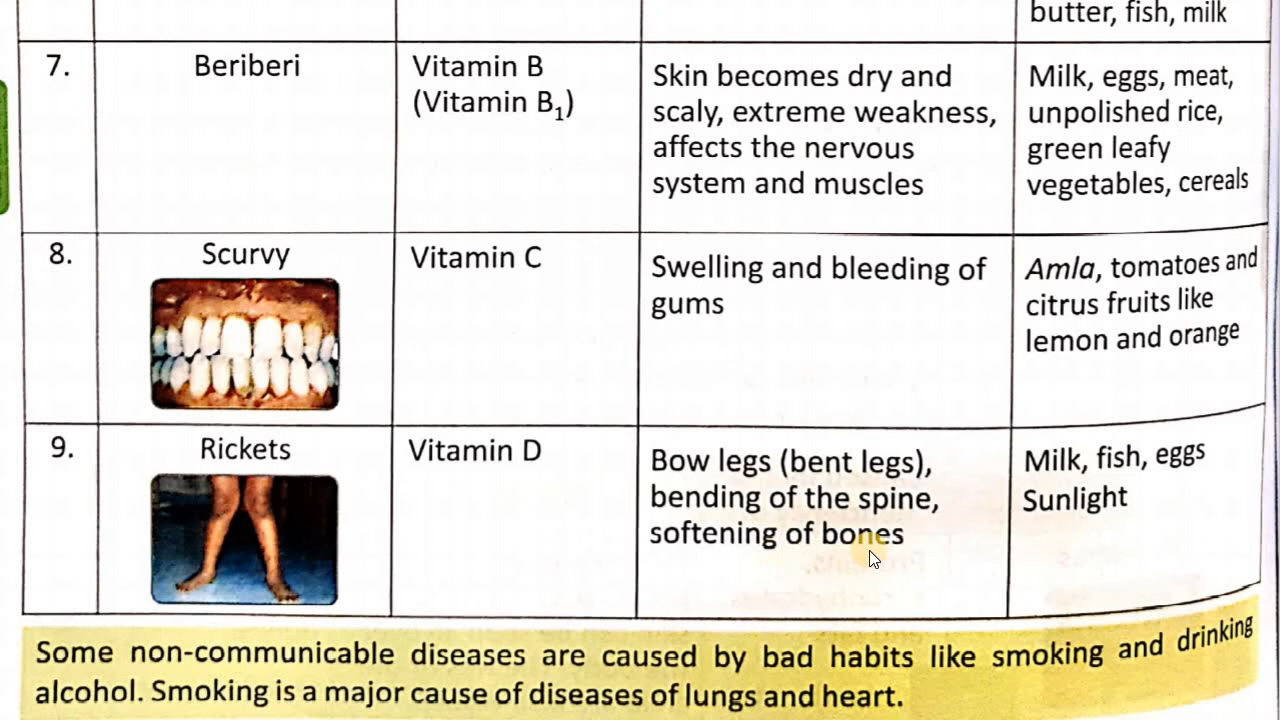 butter, fish, milk
7.
Beriberi
Vitamin B
(Vitamin B₁)
Skin becomes dry and
scaly, extreme weakness,
affects the nervous
system and muscles
Milk, eggs, meat,
unpolished rice,
green leafy
vegetables, cereals
8.
Scurvy
Vitamin C
Swelling and bleeding of
gums
Amla, tomatoes and
citrus fruits like
lemon and orange
9.
Rickets
Vitamin D
Bow legs (bent legs),
bending of the spine,
softening of bones
Milk, fish, eggs
Sunlight
Some non-communicable diseases are caused by bad habits like smoking and drinking
alcohol. Smoking is a major cause of diseases of lungs and heart.